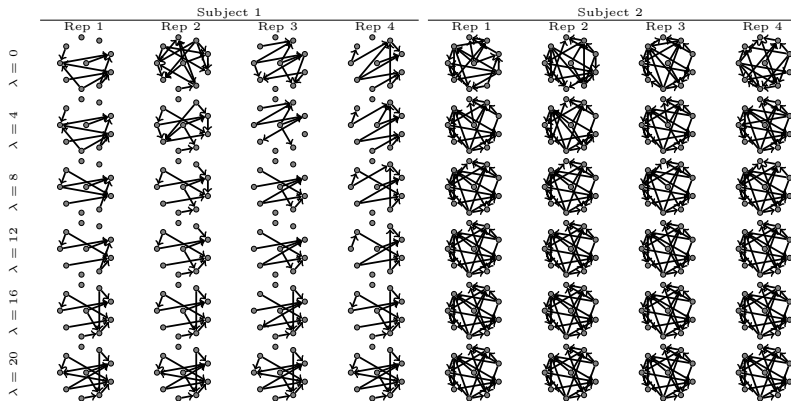 Subject 1 Subject 2
Rep 1 Rep 2 Rep 3 Rep 4 Rep 1 Rep 2 Rep 3 Rep 4
λ = 0
λ = 4
λ = 8
λ = 12
λ = 16
λ = 20